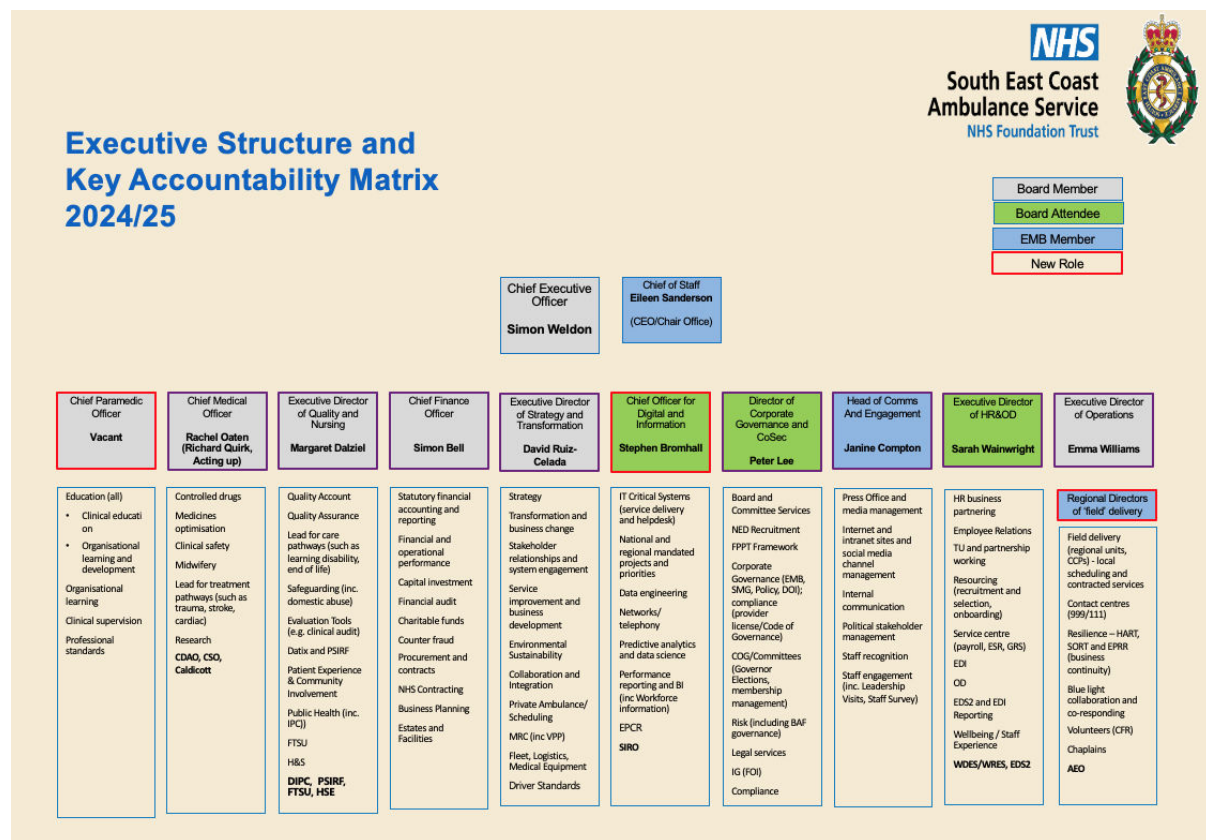 NHS
South East Coast
Ambulance Service
NHS Foundation Trust
Executive Structure and
Key Accountability Matrix
2024/25
Board Member
Board Attendee
EMB Member
New Role
Chief Executive
Officer
Simon Weldon
Chief of Staff
Eileen Sanderson
(CEO/Chair Office)
Chief Paramedic
Officer
Vacant
Chief Medical
Officer
Rachel Oaten
(Richard Quirk,
Acting up)
Executive Director
of Quality and
Nursing
Margaret Dalziel
Chief Finance
Officer
Simon Bell
Executive Director
of Strategy and
Transformation
David Ruiz-
Celada
Chief Officer for
Digital and
Information
Stephen Bromhall
Director of
Corporate
Governance and
CoSec
Peter Lee
Head of Comms
And Engagement
Janine Compton
Executive Director
of HR&OD
Sarah Wainwright
Executive Director
of Operations
Emma Williams
Education (all)
• Clinical educati
on
• Organisational
learning and
development
Organisational
learning
Clinical supervision
Professional
standards
Controlled drugs
Medicines
optimisation
Clinical safety
Midwifery
Lead for treatment
pathways (such as
trauma, stroke,
cardiac)
Research
CDAO, CSO,
Caldicott
Quality Account
Quality Assurance
Lead for care
pathways (such as
learning disability,
end of life)
Safeguarding (inc.
domestic abuse)
Evaluation Tools
(e.g. clinical audit)
Datix and PSIRF
Patient Experience
& Community
Involvement
Public Health (inc.
IPC))
FTSU
H&S
DIPC, PSIRF,
FTSU, HSE
Statutory financial
accounting and
reporting
Financial and
operational
performance
Capital investment
Financial audit
Charitable funds
Counter fraud
Procurement and
contracts
NHS Contracting
Business Planning
Estates and
Facilities
Strategy
Transformation and
business change
Stakeholder
relationships and
system engagement
Service
improvement and
business
development
Environmental
Sustainability
Collaboration and
Integration
Private Ambulance/
Scheduling
MRC (inc VPP)
Fleet, Logistics,
Medical Equipment
Driver Standards
IT Critical Systems
(service delivery
and helpdesk)
National and
regional mandated
projects and
priorities
Data engineering
Networks/
telephony
Predictive analytics
and data science
Performance
reporting and BI
(inc Workforce
information)
EPCR
SIRO
Board and
Committee Services
NED Recruitment
FPPT Framework
Corporate
Governance (EMB,
SMG, Policy, DOI);
compliance
(provider
license/Code of
Governance)
COG/Committees
(Governor
Elections,
membership
management)
Risk (including BAF
governance)
Legal services
IG (FOI)
Compliance
Press Office and
media management
Internet and
intranet sites and
social media
channel
management
Internal
communication
Political stakeholder
management
Staff recognition
Staff engagement
(inc. Leadership
Visits, Staff Survey)
HR business
partnering
Employee Relations
TU and partnership
working
Resourcing
(recruitment and
selection,
onboarding)
Service centre
(payroll, ESR, GRS)
EDI
OD
EDS2 and EDI
Reporting
Wellbeing / Staff
Experience
WDES/WRES, EDS2
Regional Directors
of 'field' delivery
Field delivery
(regional units,
CCPs) - local
scheduling and
contracted services
Contact centres
(999/111)
Resilience – HART,
SORT and EPRR
(business
continuity)
Blue light
collaboration and
co-responding
Volunteers (CFR)
Chaplains
AEO